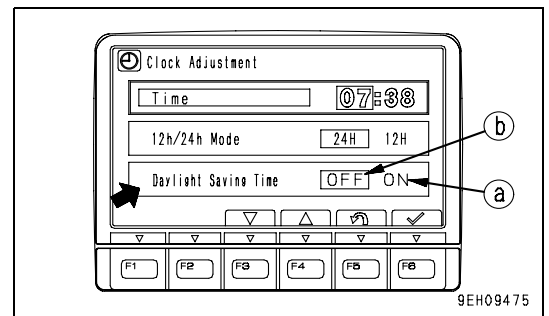 Clock Adjustment
Time 07:38
12h/24h Mode 24H 12H
Daylight Saving Time OFF ON
b
a
F1 F2 F3 F4 F5 F6
9EH09475